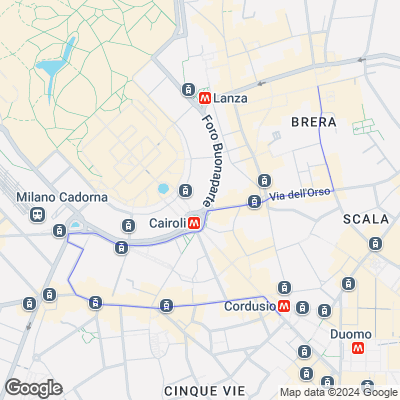 Lanza
Foro Buonaparte
BRERA
Via dell'Orso
Milano Cadorna
Cairoli
SCALA
Cordusio
Duomo
CINQUE VIE
Google
Map data ©2024 Google